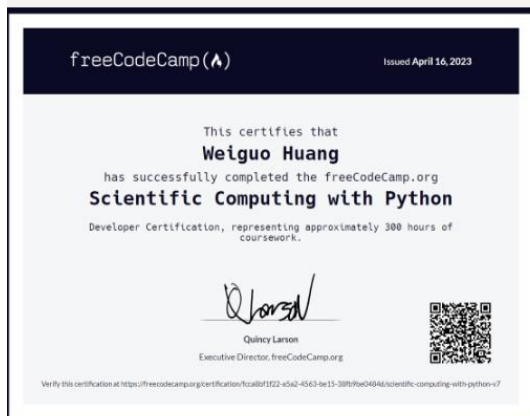 freeCodeCamp(🔥)
Issued April 16, 2023
This certifies that
Weiguo Huang
has successfully completed the freeCodeCamp.org
Scientific Computing with Python
Developer Certification, representing approximately 300 hours of
coursework.
Q Larson
Quincy Larson
Executive Director, freeCodeCamp.org